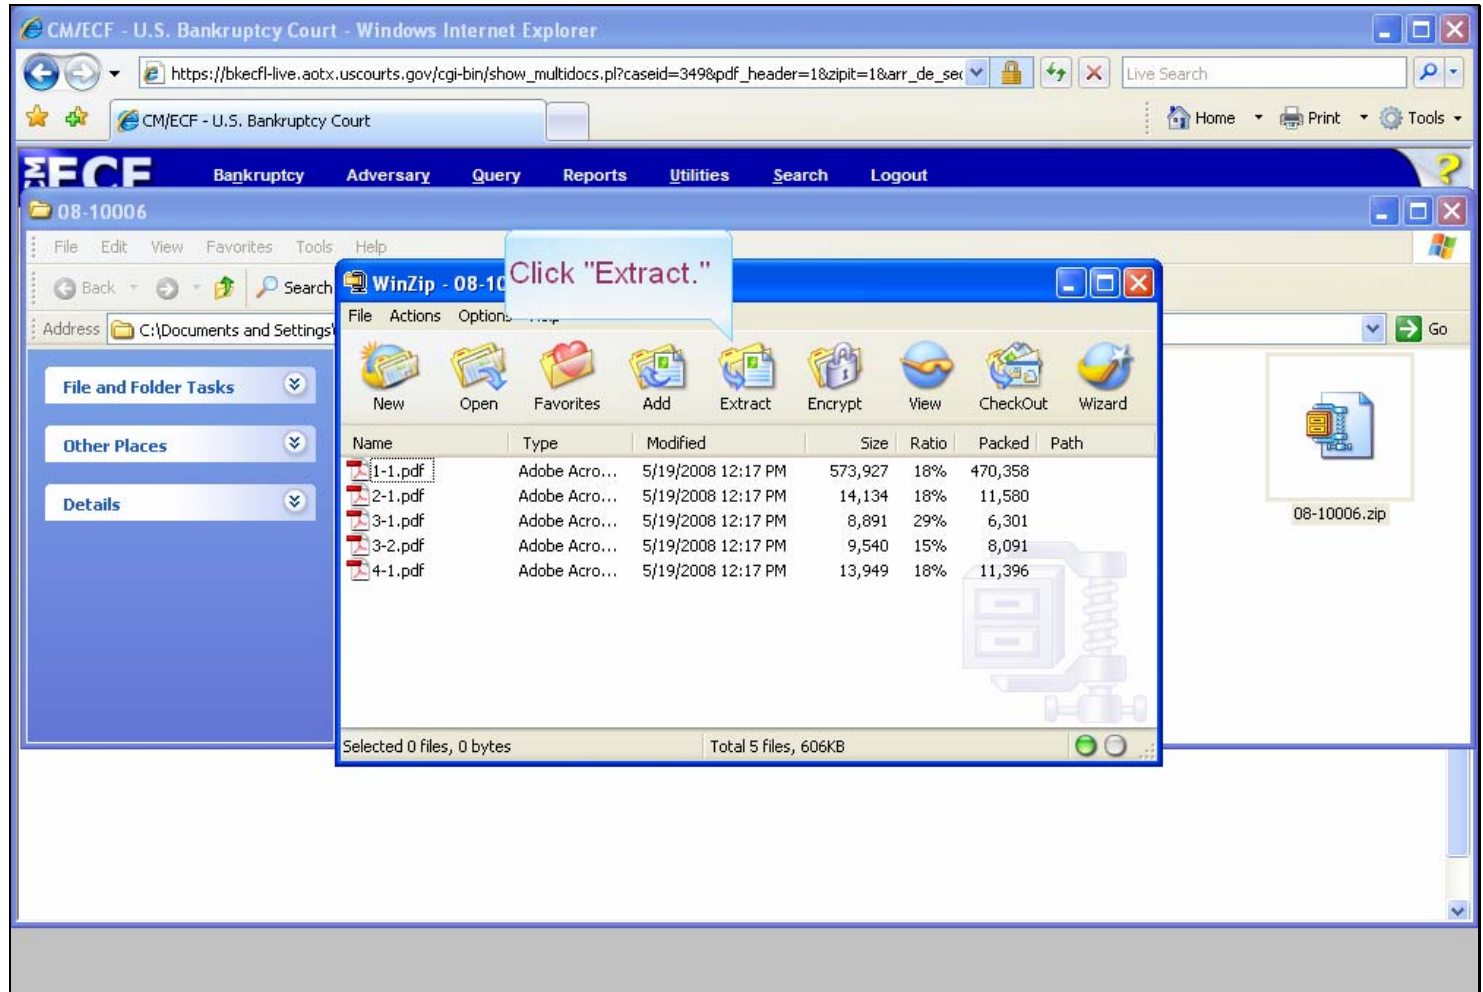 CM/ECF - U.S. Bankruptcy Court - Windows Internet Explorer
https://bkecfl-live.aotx.uscourts.gov/cgi-bin/show_multidocs.pl?caseid=349&pdf_header=1&zipit=1&arr_de_sec
Live Search
CM/ECF - U.S. Bankruptcy Court
Home Print Tools
ECF Bankruptcy Adversary Query Reports Utilities Search Logout ?
08-10006
File Edit View Favorites Tools Help
Back Search
Address C:\Documents and Settings\ Go
File and Folder Tasks
Other Places
Details
Click "Extract."
WinZip - 08-10
File Actions Options
New Open Favorites Add Extract Encrypt View CheckOut Wizard
Name Type Modified Size Ratio Packed Path
1-1.pdf Adobe Acro... 5/19/2008 12:17 PM 573,927 18% 470,358
2-1.pdf Adobe Acro... 5/19/2008 12:17 PM 14,134 18% 11,580
3-1.pdf Adobe Acro... 5/19/2008 12:17 PM 8,891 29% 6,301
3-2.pdf Adobe Acro... 5/19/2008 12:17 PM 9,540 15% 8,091
4-1.pdf Adobe Acro... 5/19/2008 12:17 PM 13,949 18% 11,396
Selected 0 files, 0 bytes Total 5 files, 606KB
08-10006.zip